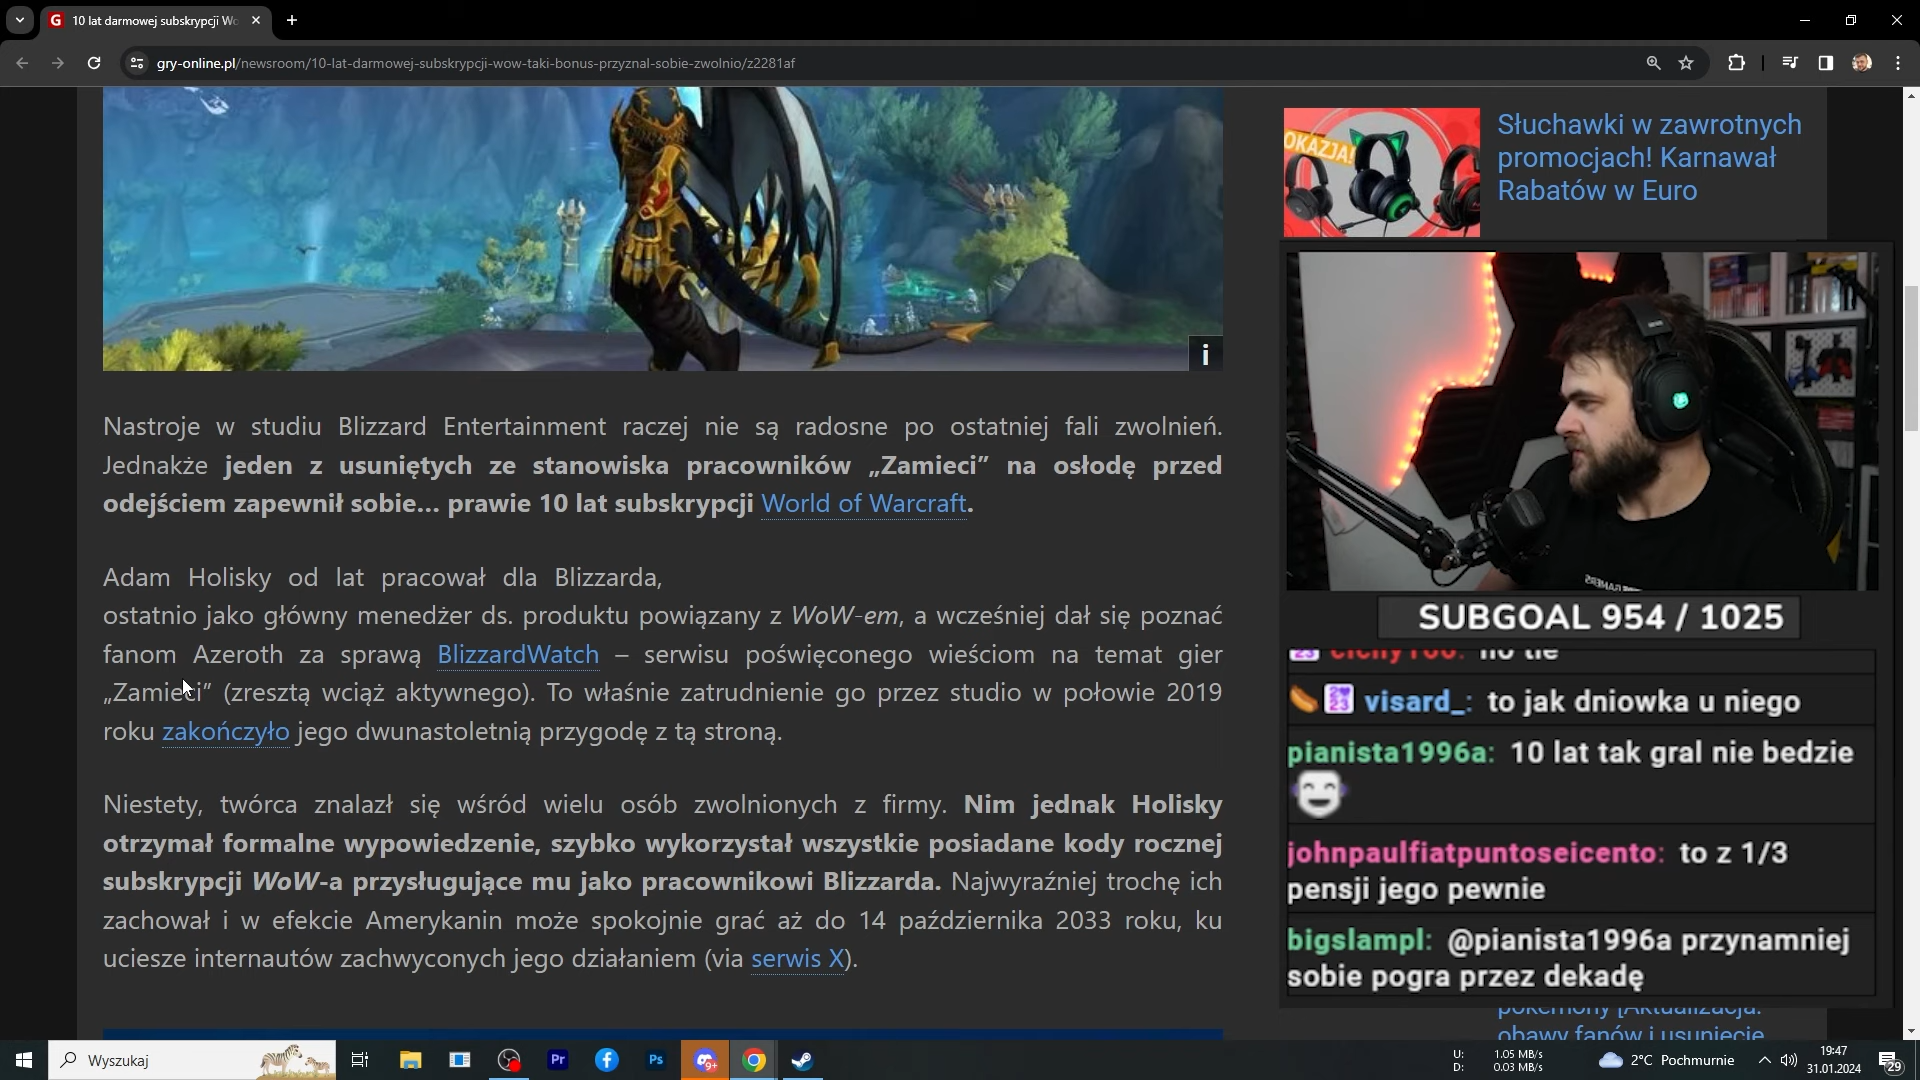 10 lat darmowej subskrypcji Wo
gry-online.pl/newsroom/10-lat-darmowej-subskrypcji-wow-taki-bonus-przyznal-sobie-zwolnio/z2281af
OKAZJA!
Słuchawki w zawrotnych
promocjach! Karnawał
Rabatów w Euro
i
Nastroje w studiu Blizzard Entertainment raczej nie są radosne po ostatniej fali zwolnień.
Jednakże jeden z usuniętych ze stanowiska pracowników „Zamieci” na osłodę przed
odejściem zapewnił sobie... prawie 10 lat subskrypcji World of Warcraft.
Adam Holisky od lat pracował dla Blizzarda,
ostatnio jako główny menedżer ds. produktu powiązany z WoW-em, a wcześniej dał się poznać
fanom Azeroth za sprawą BlizzardWatch – serwisu poświęconego wieściom na temat gier
„Zamieci” (zresztą wciąż aktywnego). To właśnie zatrudnienie go przez studio w połowie 2019
roku zakończyło jego dwunastoletnią przygodę z tą stroną.
Niestety, twórca znalazł się wśród wielu osób zwolnionych z firmy. Nim jednak Holisky
otrzymał formalne wypowiedzenie, szybko wykorzystał wszystkie posiadane kody rocznej
subskrypcji WoW-a przysługujące mu jako pracownikowi Blizzarda. Najwyraźniej trochę ich
zachował i w efekcie Amerykanin może spokojnie grać aż do 14 października 2033 roku, ku
uciesze internautów zachwyconych jego działaniem (via serwis X).
SUBGOAL 954 / 1025
visard_: to jak dniowka u niego
pianista1996a: 10 lat tak gral nie bedzie
johnpaulfiatpuntoseicento: to z 1/3
pensji jego pewnie
bigslampl: @pianista1996a przynamniej
sobie pogra przez dekadę
pokemony [Aktualizacja:
obawy fanów i usunięcie
Wyszukaj
Pr
Ps
9+
U: 1.05 MB/s
D: 0.03 MB/s
2°C Pochmurnie
19:47
31.01.2024
29